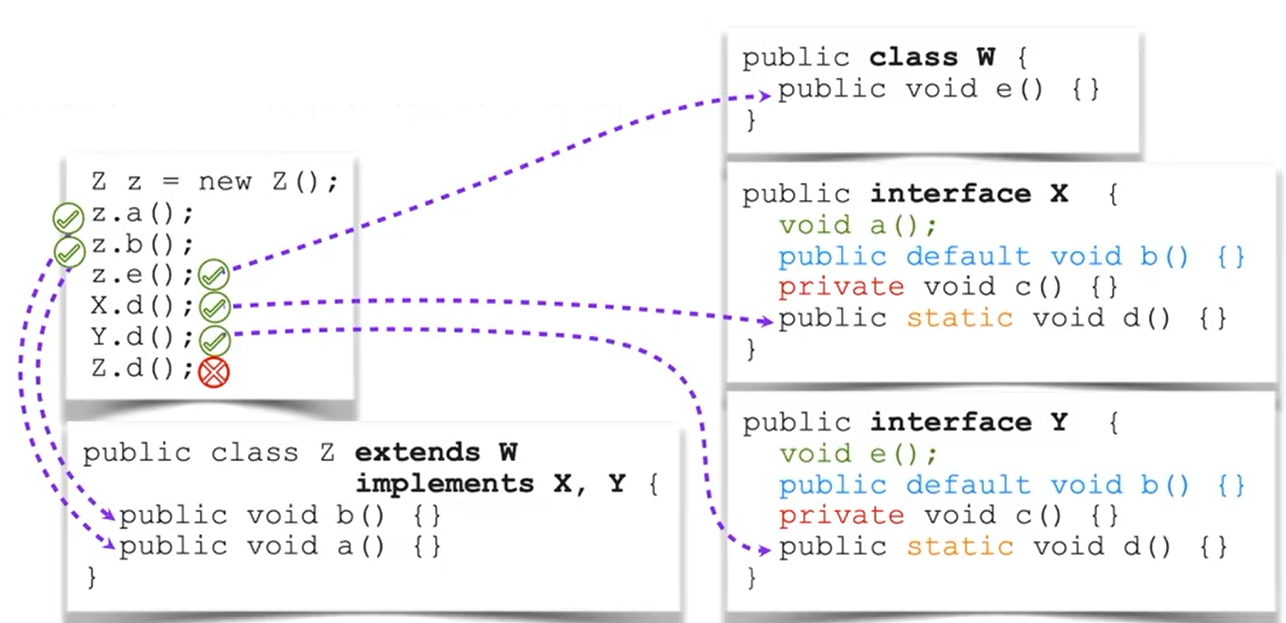 Z z = new Z();
z.a();
z.b();
z.e();
X.d();
Y.d();
Z.d();
public class Z extends W
implements X, Y {
public void b() {}
public void a() {}
}
public class W {
public void e() {}
}
public interface X {
void a();
public default void b() {}
private void c() {}
public static void d() {}
}
public interface Y {
void e();
public default void b() {}
private void c() {}
public static void d() {}
}